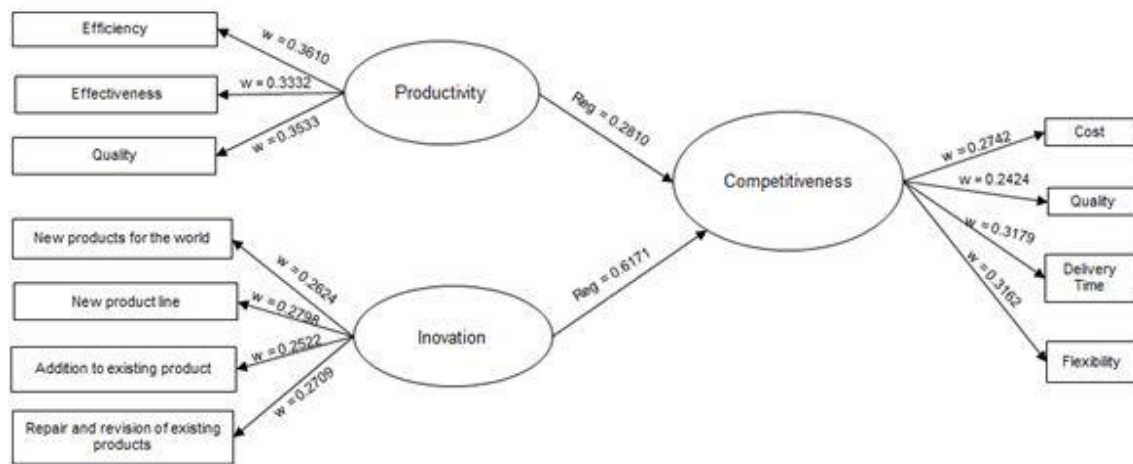 Efficiency
w = 0.3610
Effectiveness
w = 0.3332
Productivity
Quality
w = 0.3533
Reg = 0.2810
Competitiveness
w = 0.2742
Cost
w = 0.2424
Quality
w = 0.3179
Delivery
Time
w = 0.3162
Flexibility
New products for the world
w = 0.2624
New product line
w = 0.2798
Inovation
Reg = 0.6171
Addition to existing product
w = 0.2522
Repair and revision of existing
products
w = 0.2709